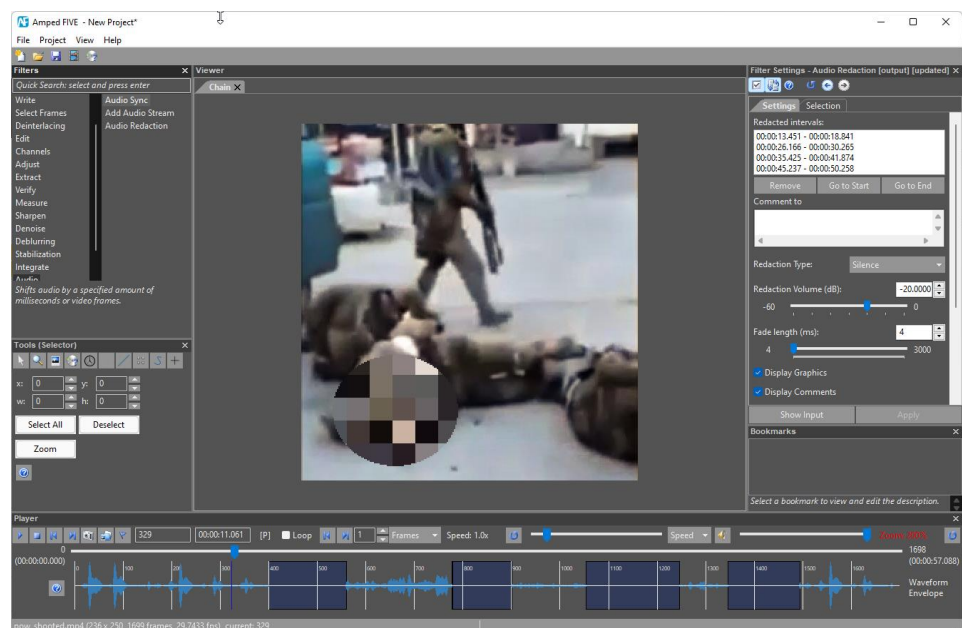 Amped FIVE - New Project*
File Project View Help
Filters
Viewer
Filter Settings - Audio Redaction [output] [updated]
Quick Search: select and press enter
Chain
Write
Select Frames
Deinterlacing
Edit
Channels
Adjust
Extract
Verify
Measure
Sharpen
Denoise
Deblurring
Stabilization
Integrate
Audio
Audio Sync
Add Audio Stream
Audio Redaction
Shifts audio by a specified amount of
milliseconds or video frames.
Settings Selection
Redacted intervals:
00:00:13.451 - 00:00:18.841
00:00:26.166 - 00:00:30.265
00:00:35.425 - 00:00:41.874
00:00:45.237 - 00:00:50.258
Remove Go to Start Go to End
Comment to
Redaction Type: Silence
Redaction Volume (dB): -20.0000
-60 0
Fade length (ms): 4
4 3000
Display Graphics
Display Comments
Show Input Apply
Bookmarks
Select a bookmark to view and edit the description.
Tools (Selector)
x: 0 y: 0
w: 0 h: 0
Select All Deselect
Zoom
Player
329 00:00:11.061 [P] Loop 1 Frames Speed: 1.0x Speed
0 1698
(00:00:00.000) (00:00:57.088)
0 100 200 300 400 500 600 700 800 900 1000 1100 1200 1300 1400 1500 1600
Waveform
Envelope
1699 frames, 29.7433 fps), current: 329